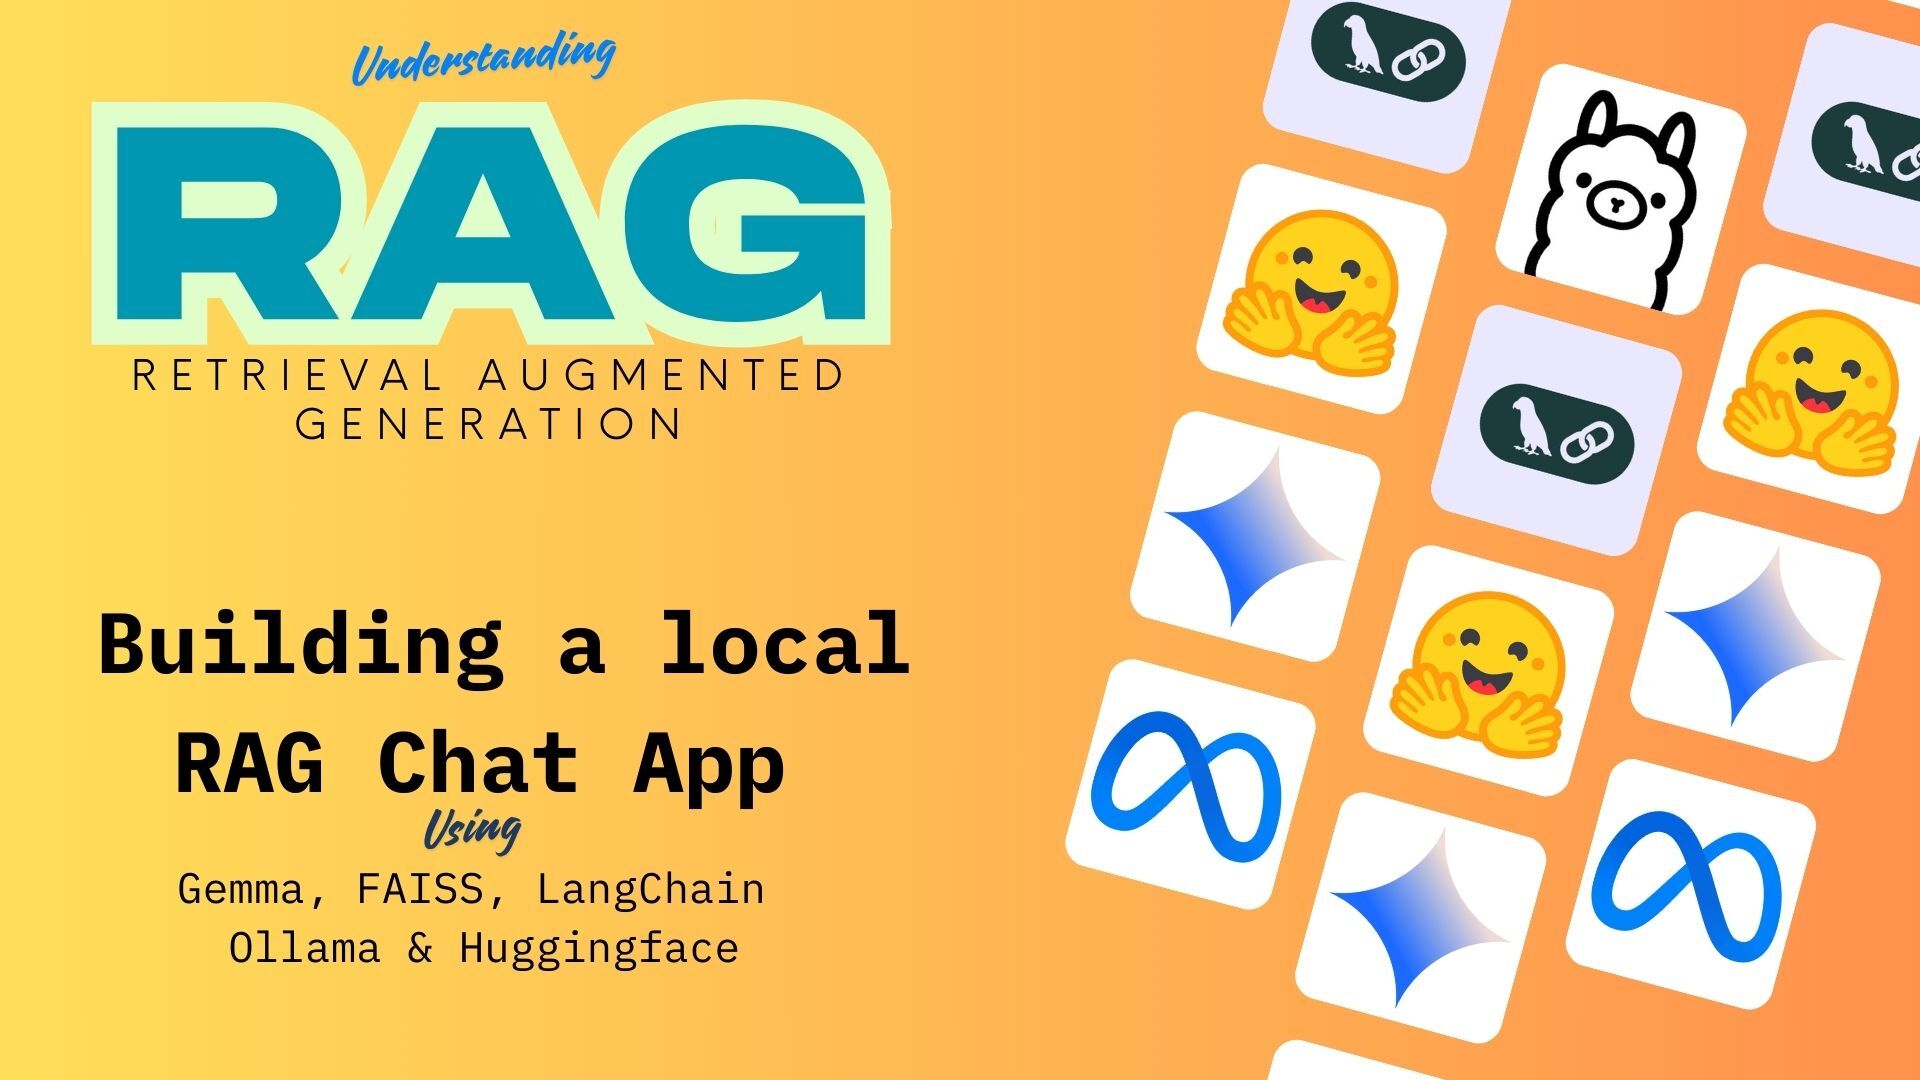 Understanding
RAG
RETRIEVAL AUGMENTED
GENERATION
Building a local
RAG Chat App
Using
Gemma, FAISS, LangChain
Ollama & Huggingface